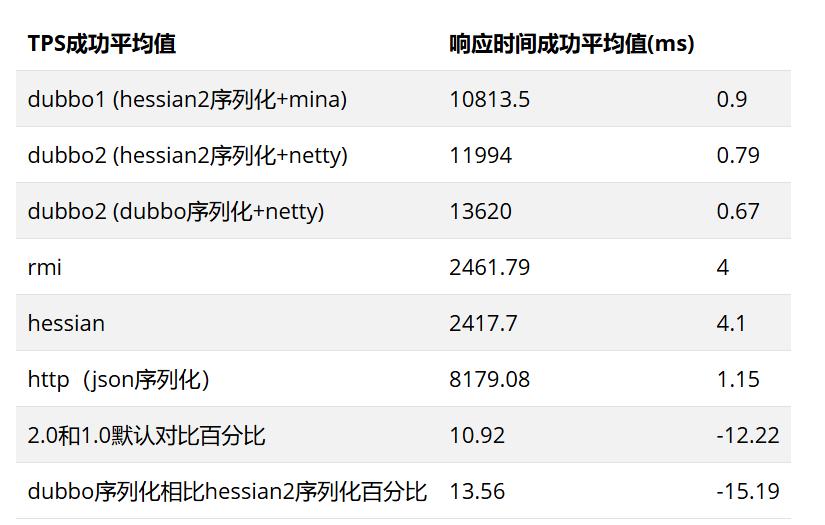 TPS成功平均值 响应时间成功平均值(ms)
dubbo1 (hessian2序列化+mina) 10813.5 0.9
dubbo2 (hessian2序列化+netty) 11994 0.79
dubbo2 (dubbo序列化+netty) 13620 0.67
rmi 2461.79 4
hessian 2417.7 4.1
http（json序列化） 8179.08 1.15
2.0和1.0默认对比百分比 10.92 -12.22
dubbo序列化相比hessian2序列化百分比 13.56 -15.19